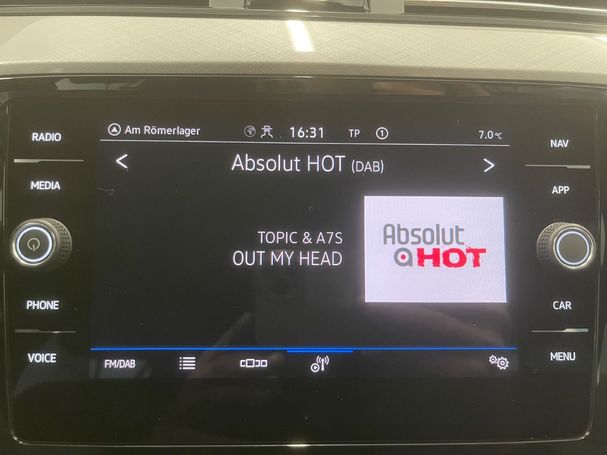 RADIO
MEDIA
PHONE
VOICE
Am Römerlager 16:31 TP 1 7.0°C
< Absolut HOT (DAB) >
TOPIC & A7S
OUT MY HEAD
Absolut
HOT
FM/DAB
NAV
APP
CAR
MENU